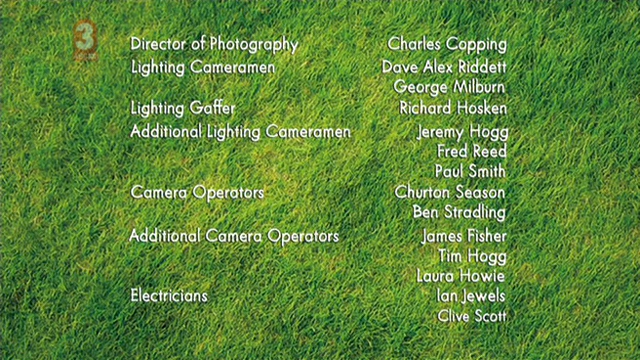 3
Director of Photography Charles Copping
Lighting Cameramen Dave Alex Riddett
George Milburn
Lighting Gaffer Richard Hosken
Additional Lighting Cameramen Jeremy Hogg
Fred Reed
Paul Smith
Camera Operators Churton Season
Ben Stradling
Additional Camera Operators James Fisher
Tim Hogg
Laura Howie
Electricians Ian Jewels
Clive Scott